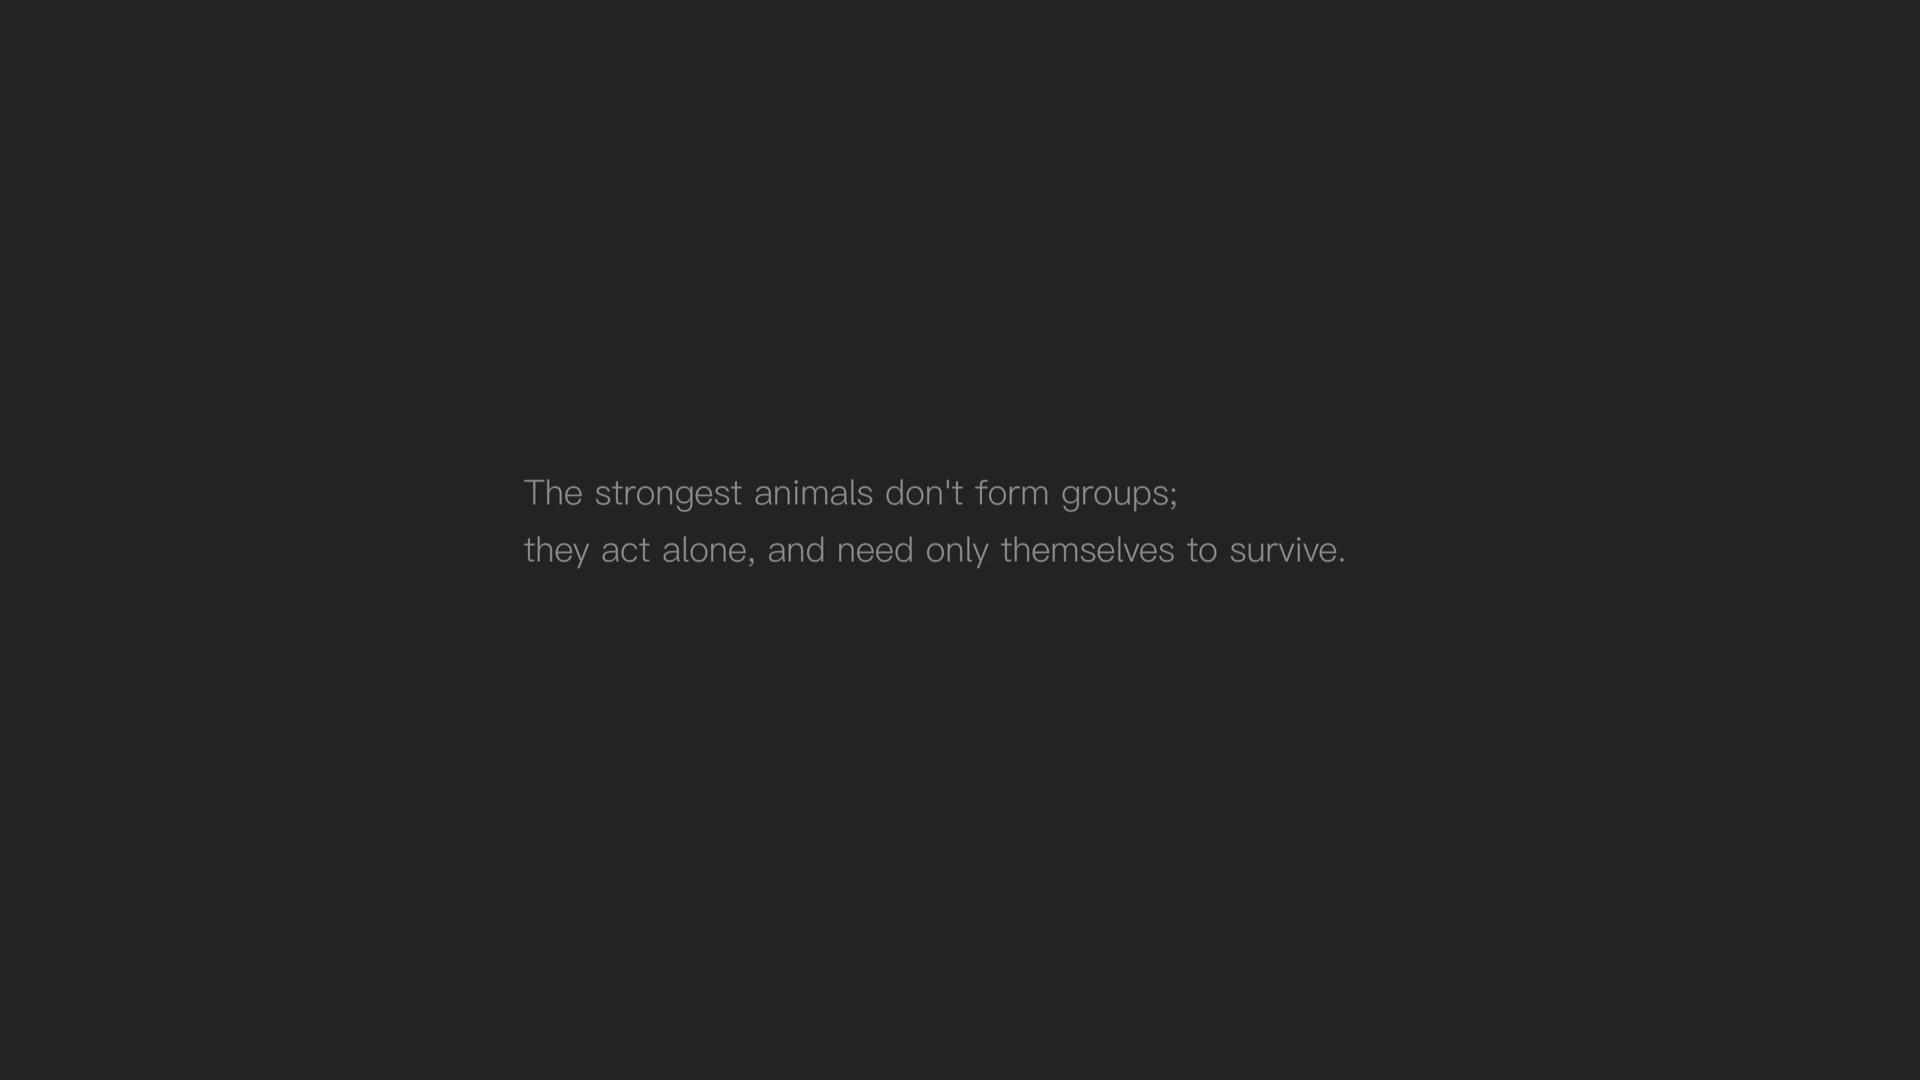 The strongest animals don't form groups;
they act alone, and need only themselves to survive.